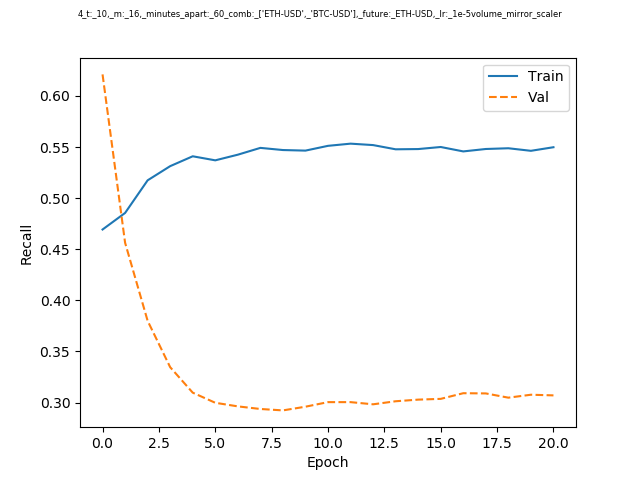 4_t:_10,_m:_16,_minutes_apart:_60_comb:_['ETH-USD',_'BTC-USD'],_future:_ETH-USD,_lr:_1e-5volume_mirror_scaler
Train
Val
0.60
0.55
0.50
0.45
0.40
0.35
0.30
Recall
0.0 2.5 5.0 7.5 10.0 12.5 15.0 17.5 20.0
Epoch